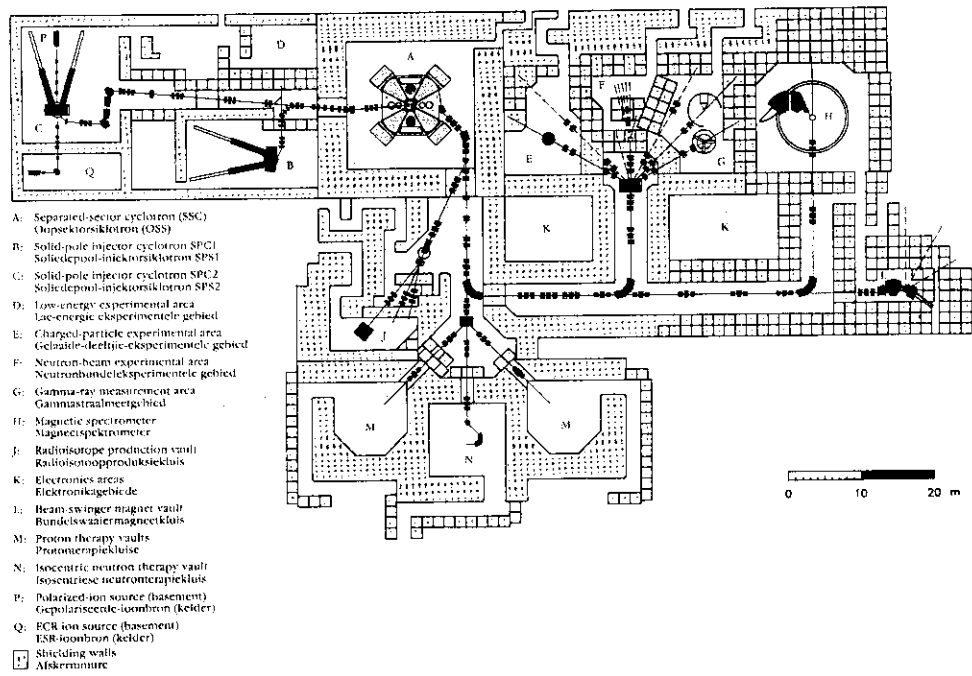 P
D
A
F
C
H
E
G
B
Q
K
K
J
M
M
N
0 10 20 m
A: Separated-sector cyclotron (SSC)
Oopsektorsiklotron (OSS)
B: Solid-pole injector cyclotron SPC1
Soliedepool-injektorsiklotron SPS1
C: Solid-pole injector cyclotron SPC2
Soliedepool-injektorsiklotron SPS2
D: Low-energy experimental area
Lae-energie eksperimentele gebied
E: Charged-particle experimental area
Gelaaide-deeltjie-eksperimentele gebied
F: Neutron-beam experimental area
Neutronbundeleksperimentele gebied
G: Gamma-ray measurement area
Gammastraalmeetgebied
H: Magnetic spectrometer
Magneetspektrometer
J: Radioisotope production vault
Radioisotoopproduksiekluis
K: Electronics areas
Elektronikagebiede
L: Beam-swinger magnet vault
Bundelswaaiermagneetkluis
M: Proton therapy vaults
Protonterapiekluise
N: Isocentric neutron therapy vault
Isosentriese neutronterapiekluis
P: Polarized-ion source (basement)
Gepolariseerde-ioonbron (kelder)
Q: ECR ion source (basement)
ESR-ioonbron (kelder)
Shielding walls
Afskermmure